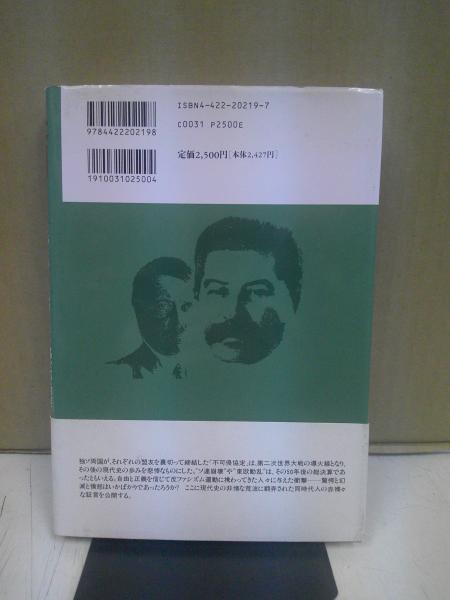 ISBN4-422-20219-7
9784422202198
C0031 P2500E
定価2,500円[本体2,427円]
1910031025004
独ソ両国が、それぞれの盟友を裏切って締結した「不可侵協定」は、第二次世界大戦の導火線となり、
その後の現代史の歩みを悲惨なものにした。"ソ連崩壊"や"東欧動乱"は、その50年後の総決算であ
ったともいえる。自由と正義を信じて反ファシズム運動に携わってきた人々に与えた衝撃——驚愕と幻
滅と憤怒はいかばかりであったろうか? ここに現代史の非情な荒波に翻弄された同時代人の赤裸々
な証言を公開する。